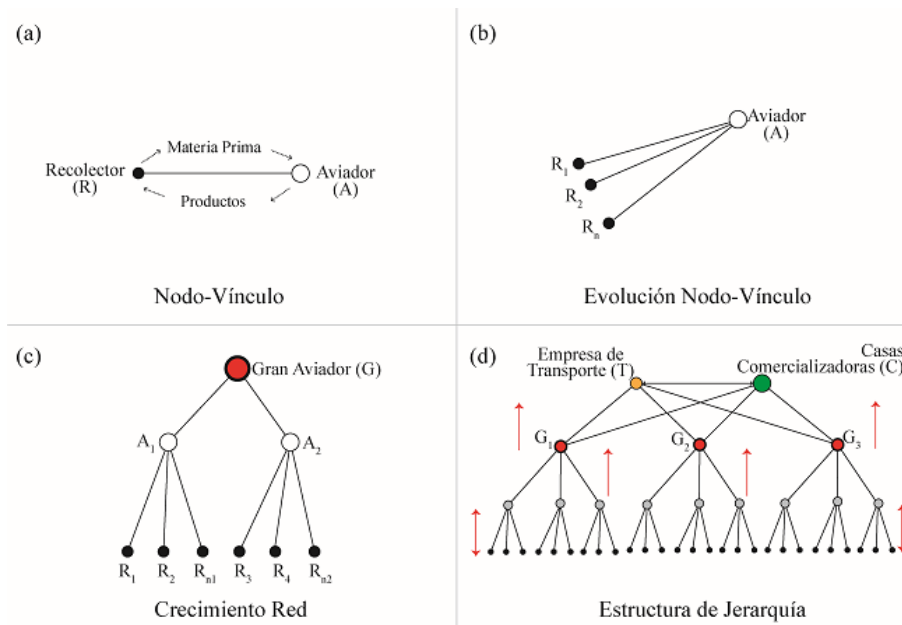 (a)
Materia Prima
Recolector
(R)
Aviador
(A)
Productos
Nodo-Vínculo
(b)
Aviador
(A)
R1
R2
Rn
Evolución Nodo-Vínculo
(c)
Gran Aviador (G)
A1
A2
R1
R2
Rn1
R3
R4
Rn2
Crecimiento Red
(d)
Empresa de
Transporte (T)
Casas
Comercializadoras (C)
G1
G2
G3
Estructura de Jerarquía